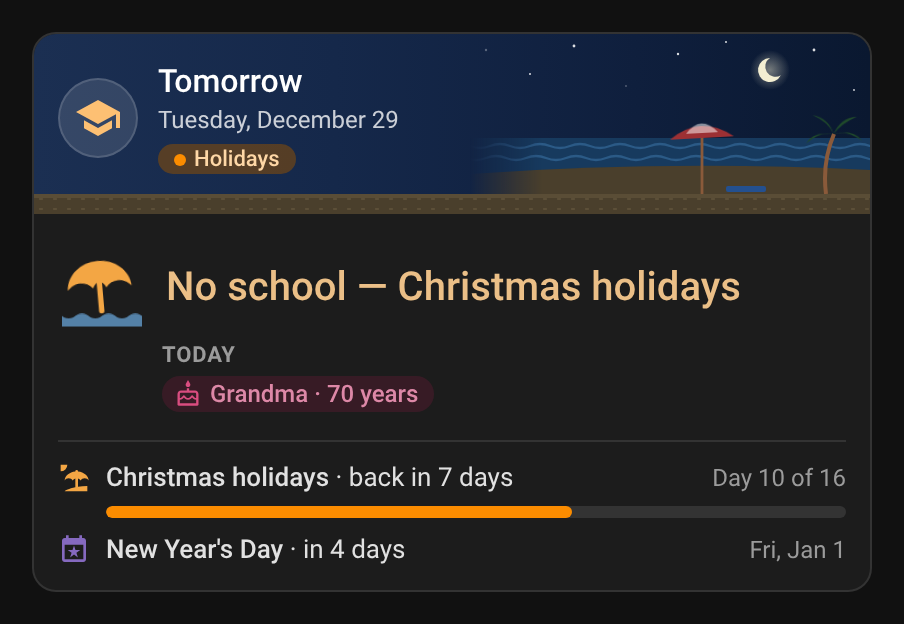 Tomorrow
Tuesday, December 29
Holidays
No school — Christmas holidays
TODAY
Grandma · 70 years
Christmas holidays · back in 7 days
Day 10 of 16
New Year's Day · in 4 days
Fri, Jan 1